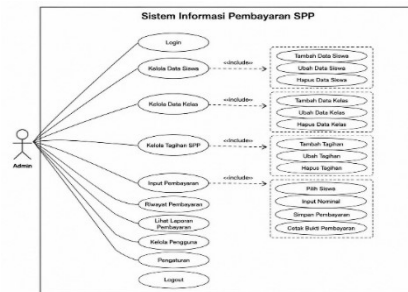 Sistem Informasi Pembayaran SPP
Login
Kelola Data Siswa
<<include>>
Tambah Data Siswa
Ubah Data Siswa
Hapus Data Siswa
Kelola Data Kelas
<<include>>
Tambah Data Kelas
Ubah Data Kelas
Hapus Data Kelas
Admin
Kelola Tagihan SPP
<<include>>
Tambah Tagihan
Ubah Tagihan
Hapus Tagihan
Input Pembayaran
<<include>>
Pilih Siswa
Input Nominal
Simpan Pembayaran
Cetak Bukti Pembayaran
Riwayat Pembayaran
Lihat Laporan
Pembayaran
Kelola Pengguna
Pengaturan
Logout